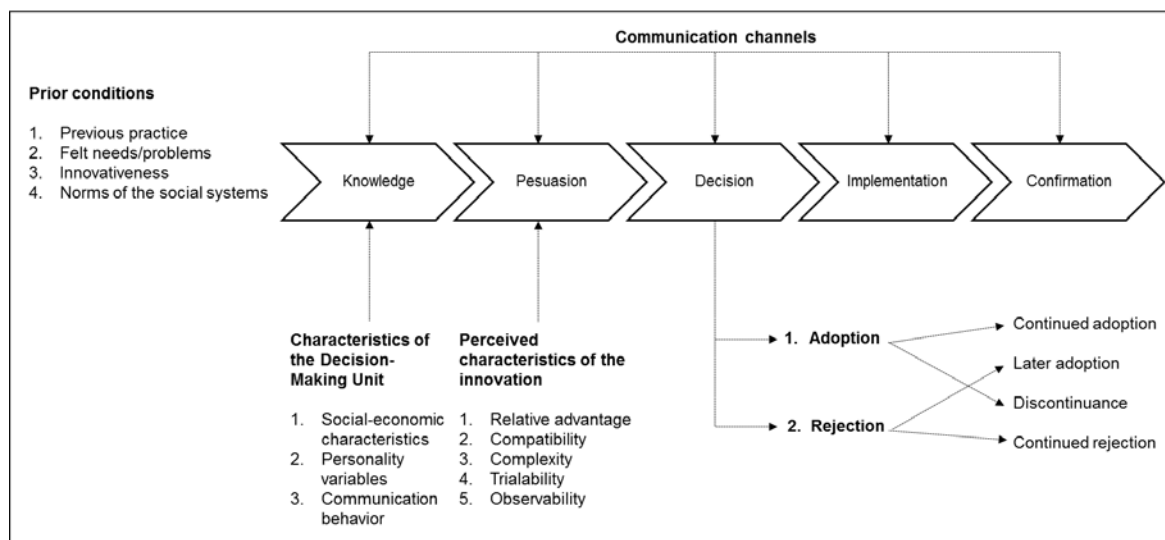 Communication channels
Prior conditions
1. Previous practice
2. Felt needs/problems
3. Innovativeness
4. Norms of the social systems
Knowledge
Pesuasion
Decision
Implementation
Confirmation
Characteristics of
the Decision-
Making Unit
1. Social-economic
characteristics
2. Personality
variables
3. Communication
behavior
Perceived
characteristics of the
innovation
1. Relative advantage
2. Compatibility
3. Complexity
4. Trialability
5. Observability
1. Adoption
2. Rejection
Continued adoption
Later adoption
Discontinuance
Continued rejection